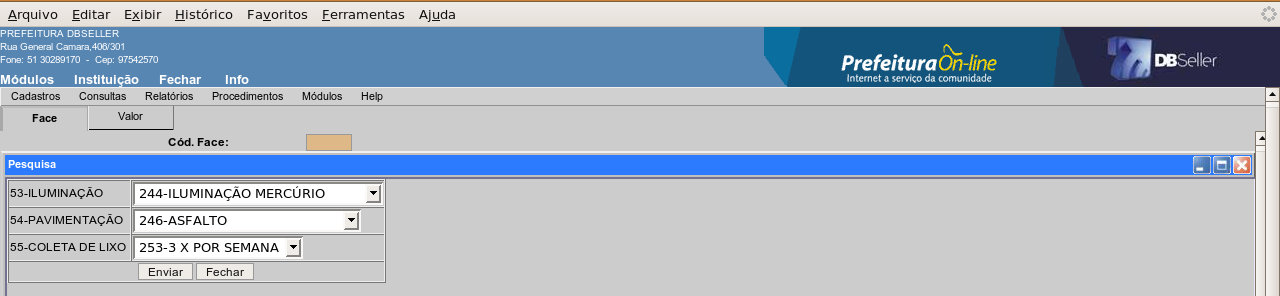 Arquivo Editar Exibir Histórico Favoritos Ferramentas Ajuda
PREFEITURA DBSELLER
Rua General Camara,406/301
Fone: 51 30289170 - Cep: 97542570
Prefeitura On-line
Internet a serviço da comunidade
DBSeller
Módulos Instituição Fechar Info
Cadastros Consultas Relatórios Procedimentos Módulos Help
Face Valor
Cód. Face:
Pesquisa
53-ILUMINAÇÃO 244-ILUMINAÇÃO MERCÚRIO
54-PAVIMENTAÇÃO 246-ASFALTO
55-COLETA DE LIXO 253-3 X POR SEMANA
Enviar Fechar